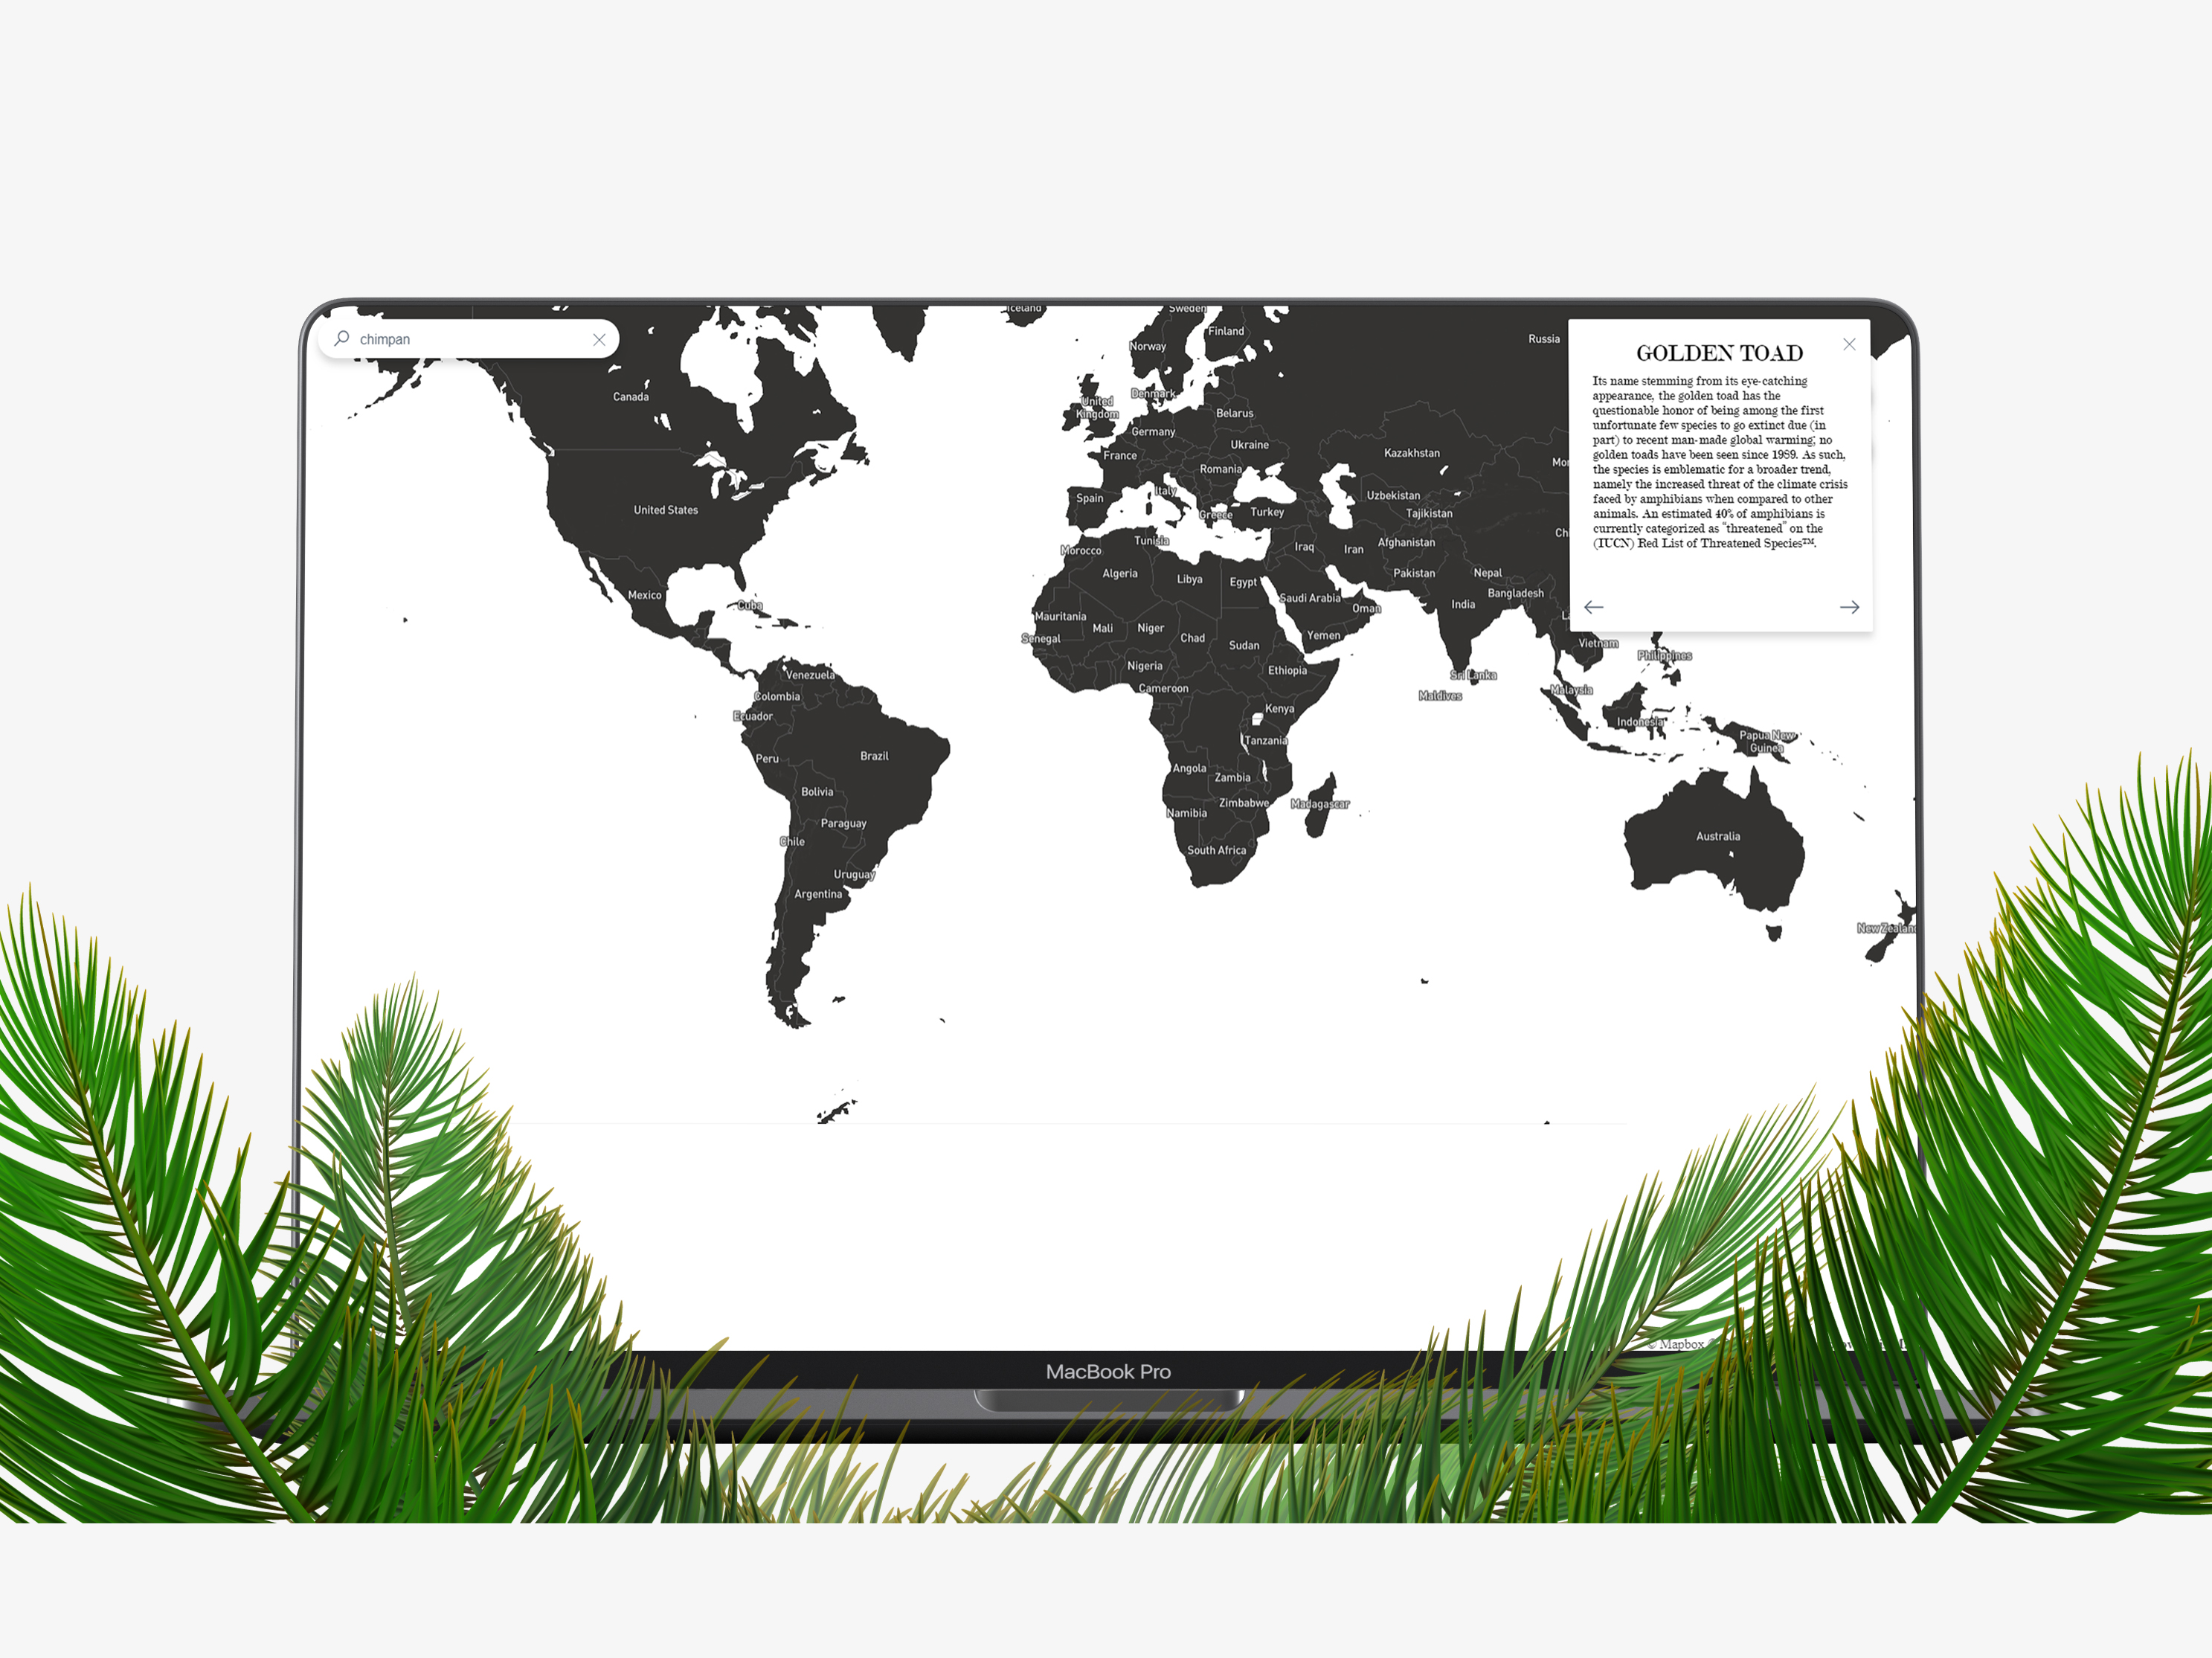 Iceland
Sweden
Finland
Norway
Russia
chimpan
GOLDEN TOAD
Its name stemming from its eye-catching
appearance, the golden toad has the
questionable honor of being among the first
unfortunate few species to go extinct due (in
part) to recent man-made global warming; no
golden toads have been seen since 1989. As such,
the species is emblematic for a broader trend,
namely the increased threat of the climate crisis
faced by amphibians when compared to other
animals. An estimated 40% of amphibians is
currently categorized as "threatened" on the
(IUCN) Red List of Threatened Species™.
Canada
United
Kingdom
Denmark
Belarus
Germany
Ukraine
France
Kazakhstan
Romania
Mon
Spain
Italy
Uzbekistan
United States
Greece
Turkey
Tajikistan
Chi
Tunisia
Morocco
Iraq
Iran
Afghanistan
Algeria
Libya
Egypt
Pakistan
Nepal
Mexico
Cuba
Saudi Arabia
Oman
India
Bangladesh
Mauritania
Mali
Niger
Chad
Senegal
Sudan
Yemen
La
Vietnam
Philippines
Nigeria
Ethiopia
Venezuela
Cameroon
Sri Lanka
Maldives
Malaysia
Colombia
Ecuador
Kenya
Indonesia
Tanzania
Papua New
Guinea
Peru
Brazil
Angola
Zambia
Bolivia
Zimbabwe
Madagascar
Namibia
Paraguay
Chile
South Africa
Australia
Uruguay
Argentina
New Zealand
© Mapbox
MacBook Pro